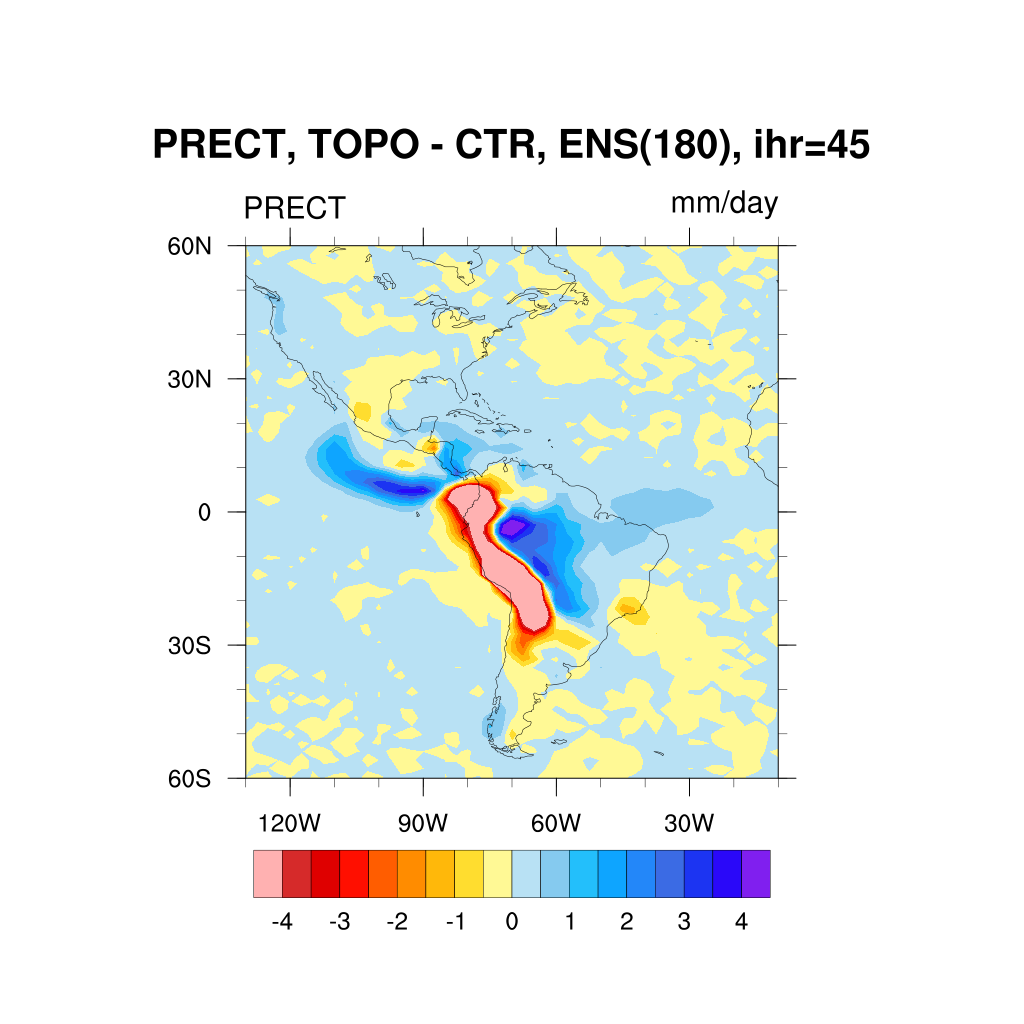 PRECT, TOPO - CTR, ENS(180), ihr=45
PRECT mm/day
60N
30N
0
30S
60S
120W 90W 60W 30W
-4 -3 -2 -1 0 1 2 3 4